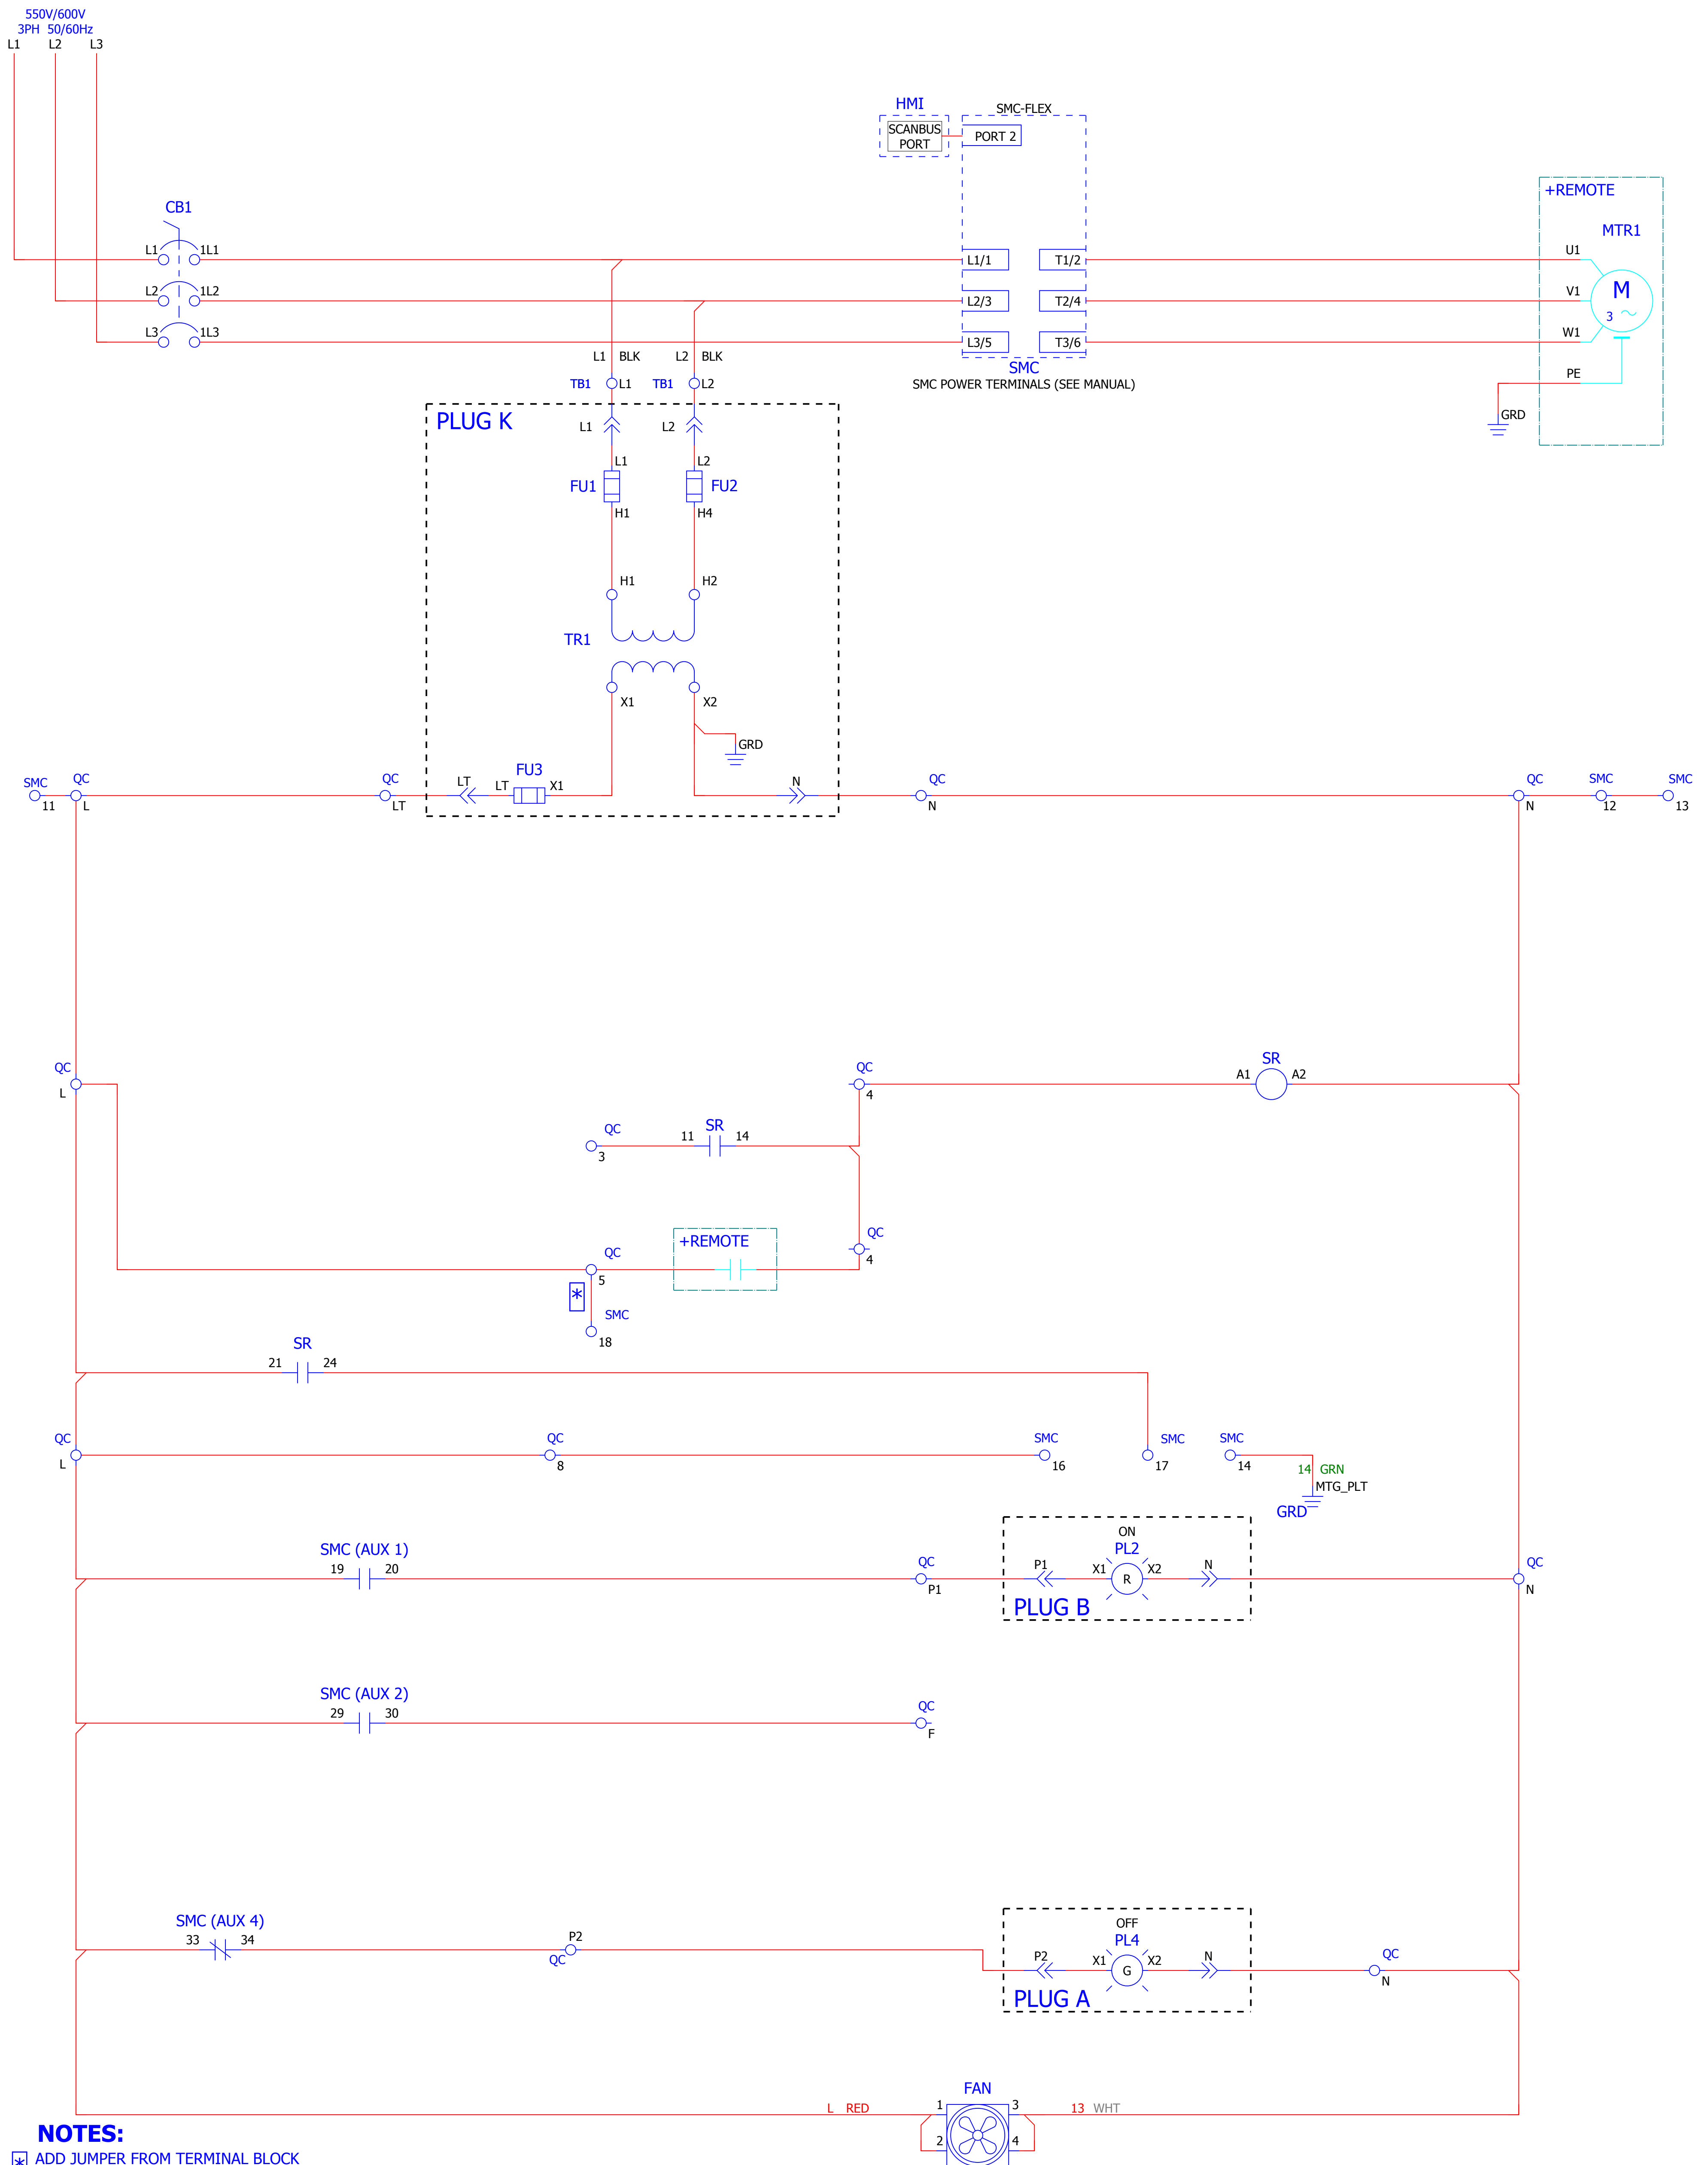 550V/600V
3PH 50/60Hz
L1 L2 L3
HMI
SMC-FLEX
SCANBUS
PORT
PORT 2
+REMOTE
CB1
MTR1
L1 1L1
L1/1 T1/2
U1
L2 1L2
L2/3 T2/4
V1
M
3
L3 1L3
L3/5 T3/6
W1
L1 BLK L2 BLK
SMC
SMC POWER TERMINALS (SEE MANUAL)
PE
TB1 L1 TB1 L2
GRD
PLUG K
L1 L2
L1 L2
FU1 FU2
H1 H4
H1 H2
TR1
X1 X2
GRD
FU3
SMC QC QC
LT LT X1 N
QC QC SMC SMC
11 L LT N N 12 13
QC QC SR
L 4 A1 A2
QC SR
3 11 14
QC +REMOTE QC
5 4
*
SMC
18
SR
21 24
QC QC SMC SMC SMC
L 8 16 17 14
14 GRN
MTG_PLT
GRD
ON
SMC (AUX 1)
PL2
19 20 QC P1 X1 X2 N QC
R
P1 N
PLUG B
SMC (AUX 2)
29 30 QC
F
SMC (AUX 4)
OFF
33 34 P2
PL4
QC
P2 X1 X2 N QC
G
N
PLUG A
FAN
L RED 1 3 13 WHT
2 4
NOTES:
* ADD JUMPER FROM TERMINAL BLOCK